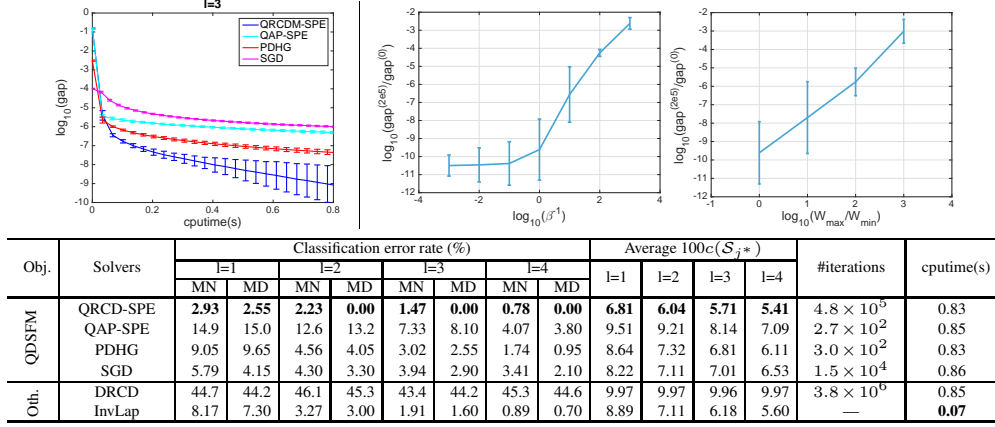 l=3
QRCDM-SPE
QAP-SPE
PDHG
SGD
0
-1
-2
-3
-4
-5
-6
-7
-8
-9
-10
log10(gap)
0 0.2 0.4 0.6 0.8
cputime(s)
-2
-3
-4
-5
-6
-7
-8
-9
-10
-11
-12
log10(gap(2e5)/gap(0))
-4 -2 0 2 4
log10(β-1)
-2
-4
-6
-8
-10
-12
log10(gap(2e5)/gap(0))
-1 0 1 2 3 4
log10(Wmax/Wmin)
Obj. Solvers Classification error rate (%) Average 100c(Sj*) #iterations cputime(s)
l=1 l=2 l=3 l=4 l=1 l=2 l=3 l=4
MN MD MN MD MN MD MN MD
QDSFM
QRCD-SPE 2.93 2.55 2.23 0.00 1.47 0.00 0.78 0.00 6.81 6.04 5.71 5.41 4.8 × 10^5 0.83
QAP-SPE 14.9 15.0 12.6 13.2 7.33 8.10 4.07 3.80 9.51 9.21 8.14 7.09 2.7 × 10^2 0.85
PDHG 9.05 9.65 4.56 4.05 3.02 2.55 1.74 0.95 8.64 7.32 6.81 6.11 3.0 × 10^2 0.83
SGD 5.79 4.15 4.30 3.30 3.94 2.90 3.41 2.10 8.22 7.11 7.01 6.53 1.5 × 10^4 0.86
Oth.
DRCD 44.7 44.2 46.1 45.3 43.4 44.2 45.3 44.6 9.97 9.97 9.96 9.97 3.8 × 10^6 0.85
InvLap 8.17 7.30 3.27 3.00 1.91 1.60 0.89 0.70 8.89 7.11 6.18 5.60 — 0.07